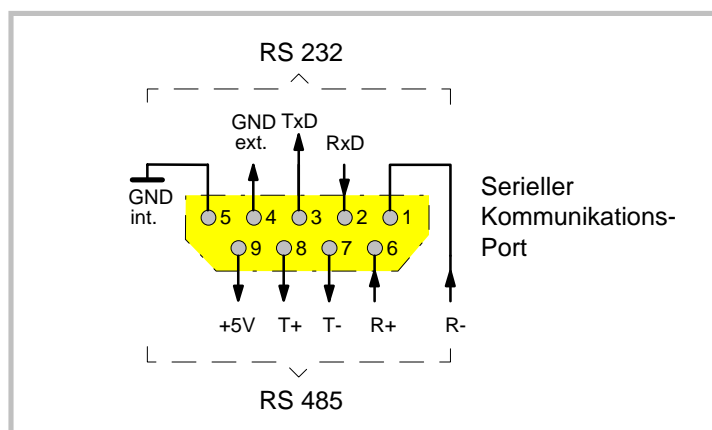 RS 232
GND TxD
ext. RxD
GND
int.
5 4 3 2 1
9 8 7 6
Serieller
Kommunikations-
Port
+5V T+ T- R+ R-
RS 485